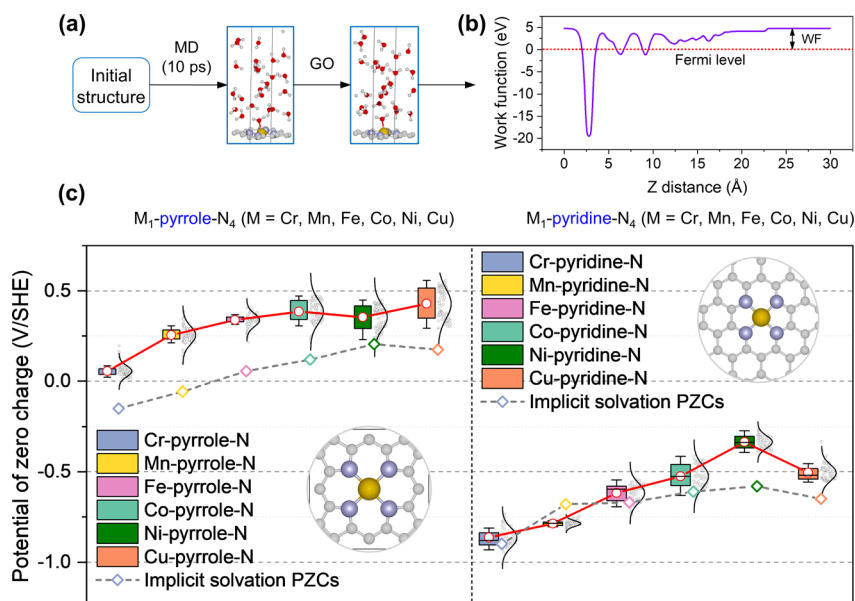 (a)
Initial
structure
MD
(10 ps)
GO
(b)
Work function (eV)
5
0
-5
-10
-15
-20
WF
Fermi level
0 5 10 15 20 25 30
Z distance (Å)
(c)
M₁-pyrrole-N₄ (M = Cr, Mn, Fe, Co, Ni, Cu)
M₁-pyridine-N₄ (M = Cr, Mn, Fe, Co, Ni, Cu)
Potential of zero charge (V/SHE)
0.5
0.0
-0.5
-1.0
Cr-pyrrole-N
Mn-pyrrole-N
Fe-pyrrole-N
Co-pyrrole-N
Ni-pyrrole-N
Cu-pyrrole-N
Implicit solvation PZCs
Cr-pyridine-N
Mn-pyridine-N
Fe-pyridine-N
Co-pyridine-N
Ni-pyridine-N
Cu-pyridine-N
Implicit solvation PZCs